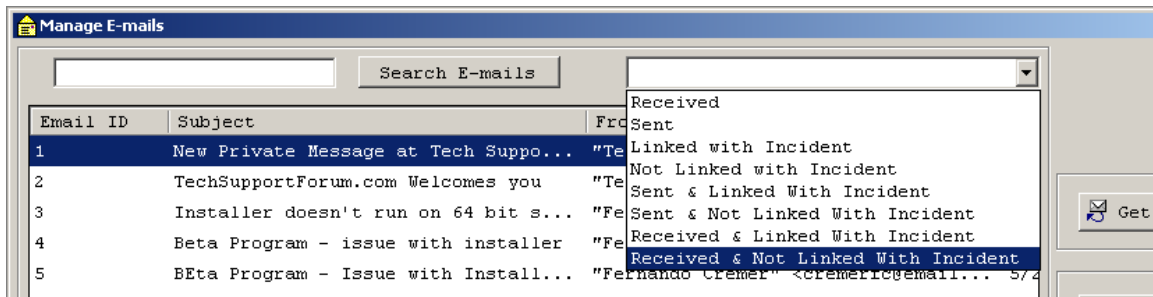 Manage E-mails
Search E-mails
Email ID Subject
1 New Private Message at Tech Suppo... "Te
2 TechSupportForum.com Welcomes you "Te
3 Installer doesn't run on 64 bit s... "Fe
4 Beta Program - issue with installer "Fe
5 BEta Program - Issue with Install... "Fernando Cremer"
Received
Sent
Linked with Incident
Not Linked with Incident
Sent & Linked With Incident
Sent & Not Linked With Incident
Received & Linked With Incident
Received & Not Linked With Incident
Get